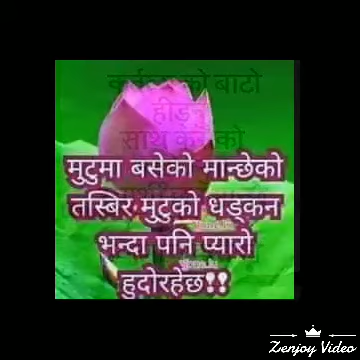 को बाटो
हीड्न
साथ
को
मुटुमा बसेको मान्छेको
तस्बिर मुटुको धड्कन
भन्दा पनि प्यारो
हुदोरहेछ!!
Zenjoy Video